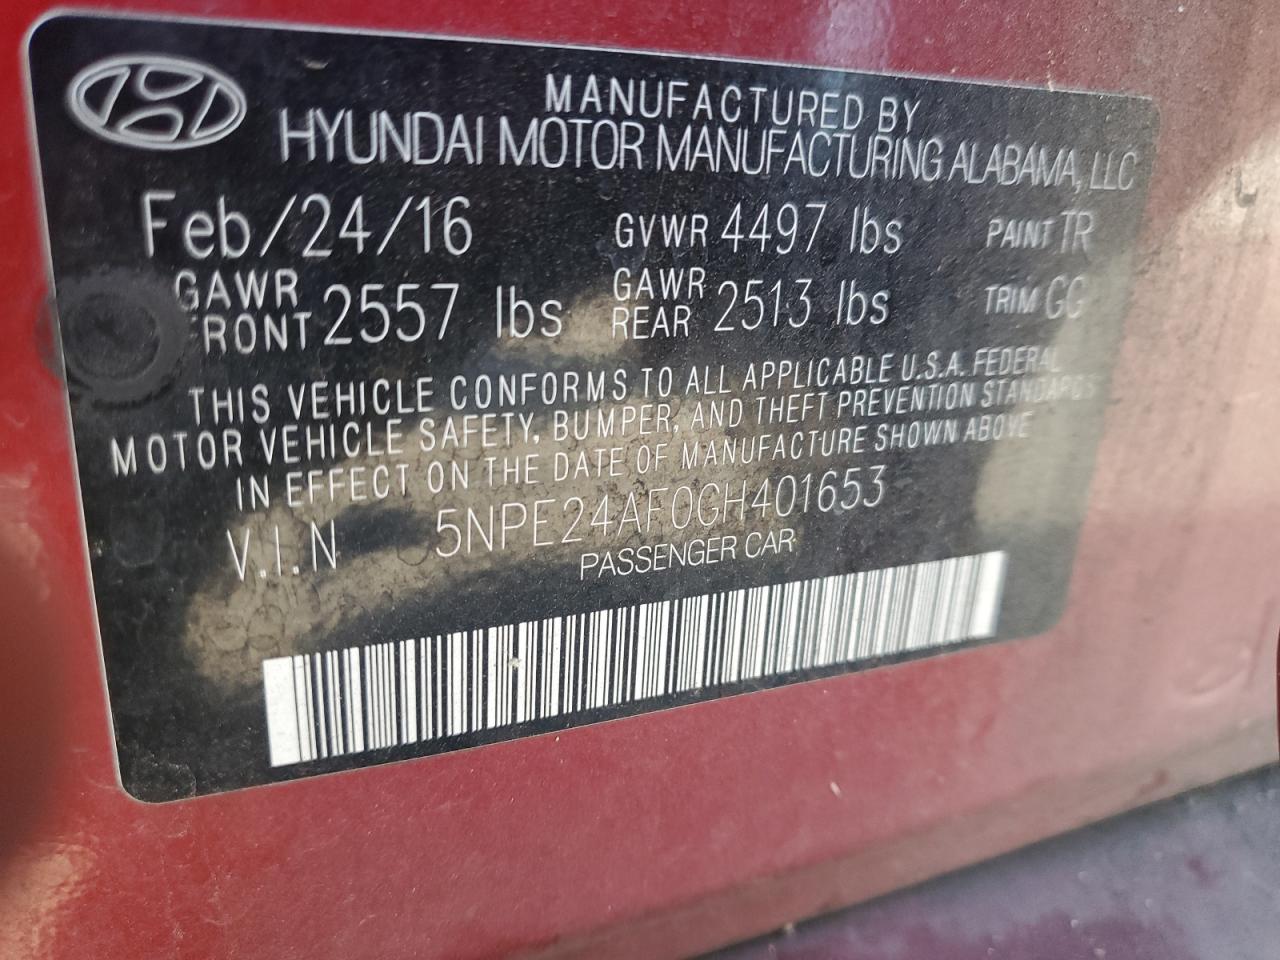 MANUFACTURED BY
HYUNDAI MOTOR MANUFACTURING ALABAMA, LLC
Feb/24/16 GVWR 4497 lbs PAINT TR
GAWR FRONT 2557 lbs GAWR REAR 2513 lbs TRIM GG
THIS VEHICLE CONFORMS TO ALL APPLICABLE U.S.A. FEDERAL
MOTOR VEHICLE SAFETY, BUMPER, AND THEFT PREVENTION STANDARDS
IN EFFECT ON THE DATE OF MANUFACTURE SHOWN ABOVE
V.I.N 5NPE24AF0GH401653
PASSENGER CAR